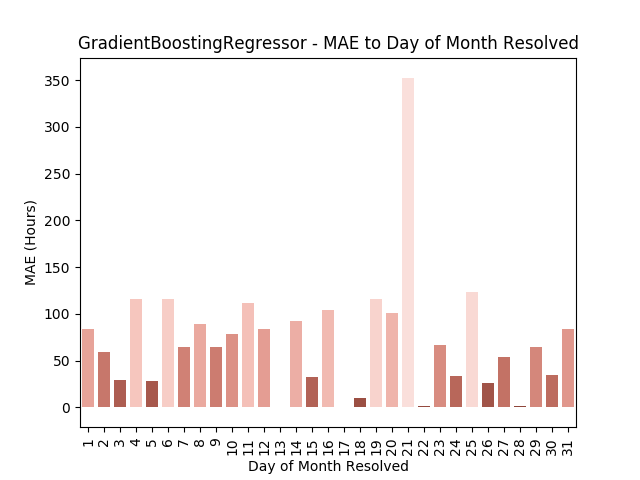 GradientBoostingRegressor - MAE to Day of Month Resolved
MAE (Hours)
350
300
250
200
150
100
50
0
1 2 3 4 5 6 7 8 9 10 11 12 13 14 15 16 17 18 19 20 21 22 23 24 25 26 27 28 29 30 31
Day of Month Resolved